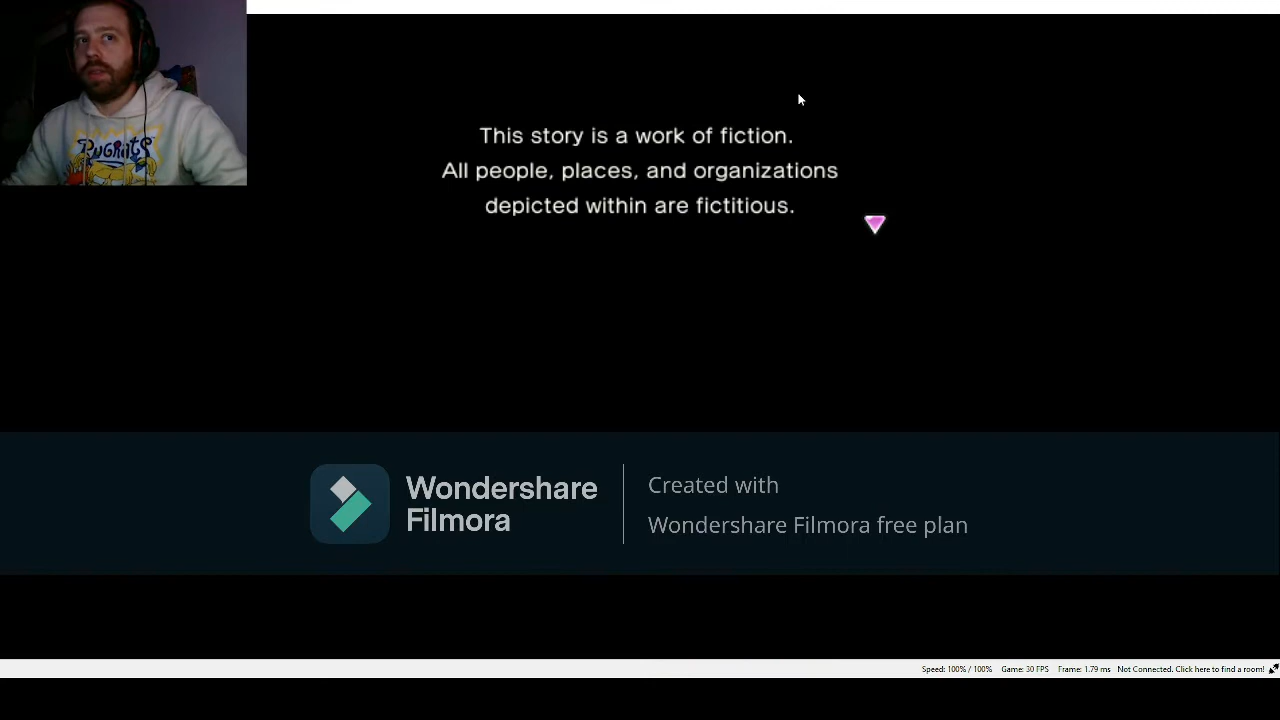 This story is a work of fiction.
All people, places, and organizations
depicted within are fictitious.
RUGRATS
Wondershare
Filmora
Created with
Wondershare Filmora free plan
Speed: 100% / 100% Game: 30 FPS Frame: 1.79 ms Not Connected. Click here to find a room!